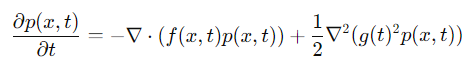 ∂p(x, t)/∂t = −∇ · (f(x, t)p(x, t)) + 1/2 ∇²(g(t)²p(x, t))